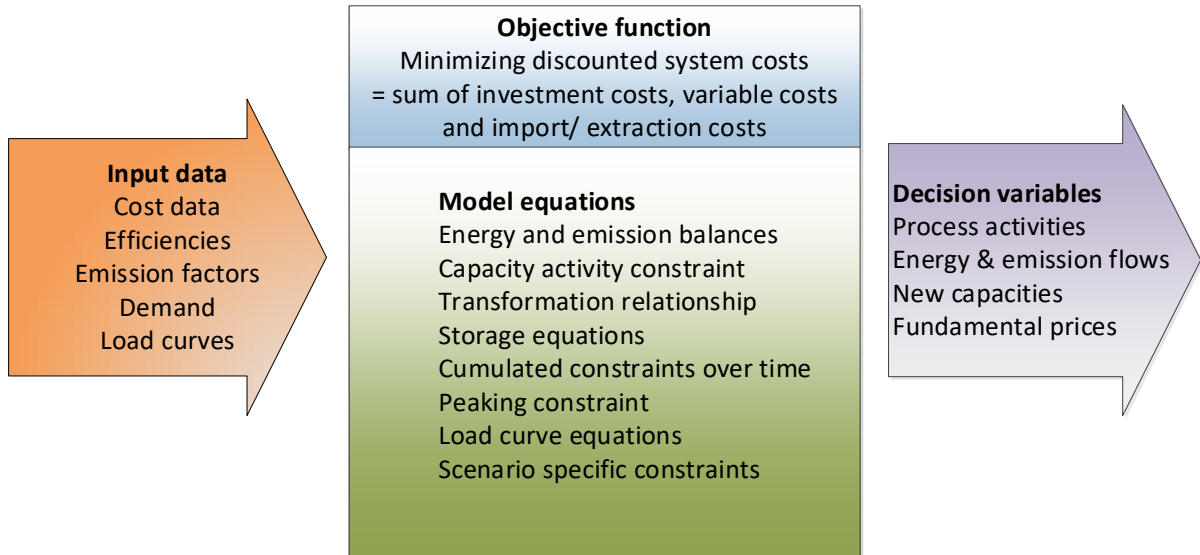 Input data
Cost data
Efficiencies
Emission factors
Demand
Load curves
Objective function
Minimizing discounted system costs
= sum of investment costs, variable costs
and import/ extraction costs
Model equations
Energy and emission balances
Capacity activity constraint
Transformation relationship
Storage equations
Cumulated constraints over time
Peaking constraint
Load curve equations
Scenario specific constraints
Decision variables
Process activities
Energy & emission flows
New capacities
Fundamental prices